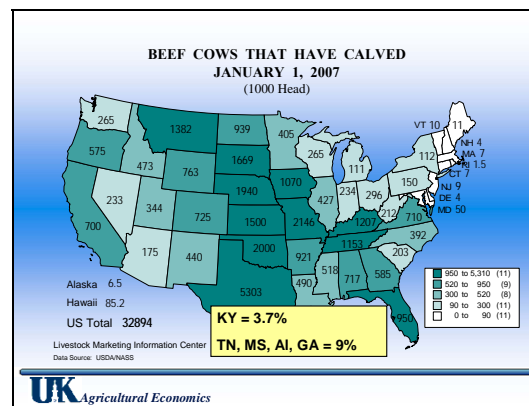 BEEF COWS THAT HAVE CALVED
JANUARY 1, 2007
(1000 Head)
265
1382
939
405
VT 10
11
575
473
763
1669
265
111
112
NH 4
MA 7
RI 1.5
CT 7
NJ 9
DE 4
MD 50
233
344
725
1940
1070
427
234
296
150
212
700
1500
2146
1207
710
392
175
440
2000
921
1153
203
5303
490
518
717
585
950
Alaska 6.5
Hawaii 85.2
US Total 32894
950 to 5,310 (11)
520 to 950 (9)
300 to 520 (8)
90 to 300 (11)
0 to 90 (11)
KY = 3.7%
TN, MS, Al, GA = 9%
Livestock Marketing Information Center
Data Source: USDA/NASS
UK Agricultural Economics